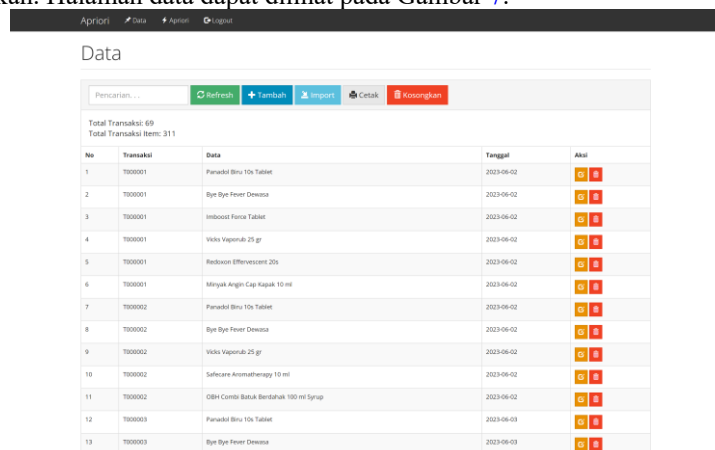 kan. Halaman data dapat dilihat pada Gambar 7.
Apriori Data Apriori Logout
Data
Pencarian. . . Refresh Tambah Import Cetak Kosongkan
Total Transaksi: 69
Total Transaksi Item: 311
No Transaksi Data Tanggal Aksi
1 T000001 Panadol Biru 10s Tablet 2023-06-02
2 T000001 Bye Bye Fever Dewasa 2023-06-02
3 T000001 Imboost Force Tablet 2023-06-02
4 T000001 Vicks Vaporub 25 gr 2023-06-02
5 T000001 Redoxon Effervescent 20s 2023-06-02
6 T000001 Minyak Angin Cap Kapak 10 ml 2023-06-02
7 T000002 Panadol Biru 10s Tablet 2023-06-02
8 T000002 Bye Bye Fever Dewasa 2023-06-02
9 T000002 Vicks Vaporub 25 gr 2023-06-02
10 T000002 Safecare Aromatherapy 10 ml 2023-06-02
11 T000002 OBH Combi Batuk Berdahak 100 ml Syrup 2023-06-02
12 T000003 Panadol Biru 10s Tablet 2023-06-03
13 T000003 Bye Bye Fever Dewasa 2023-06-03